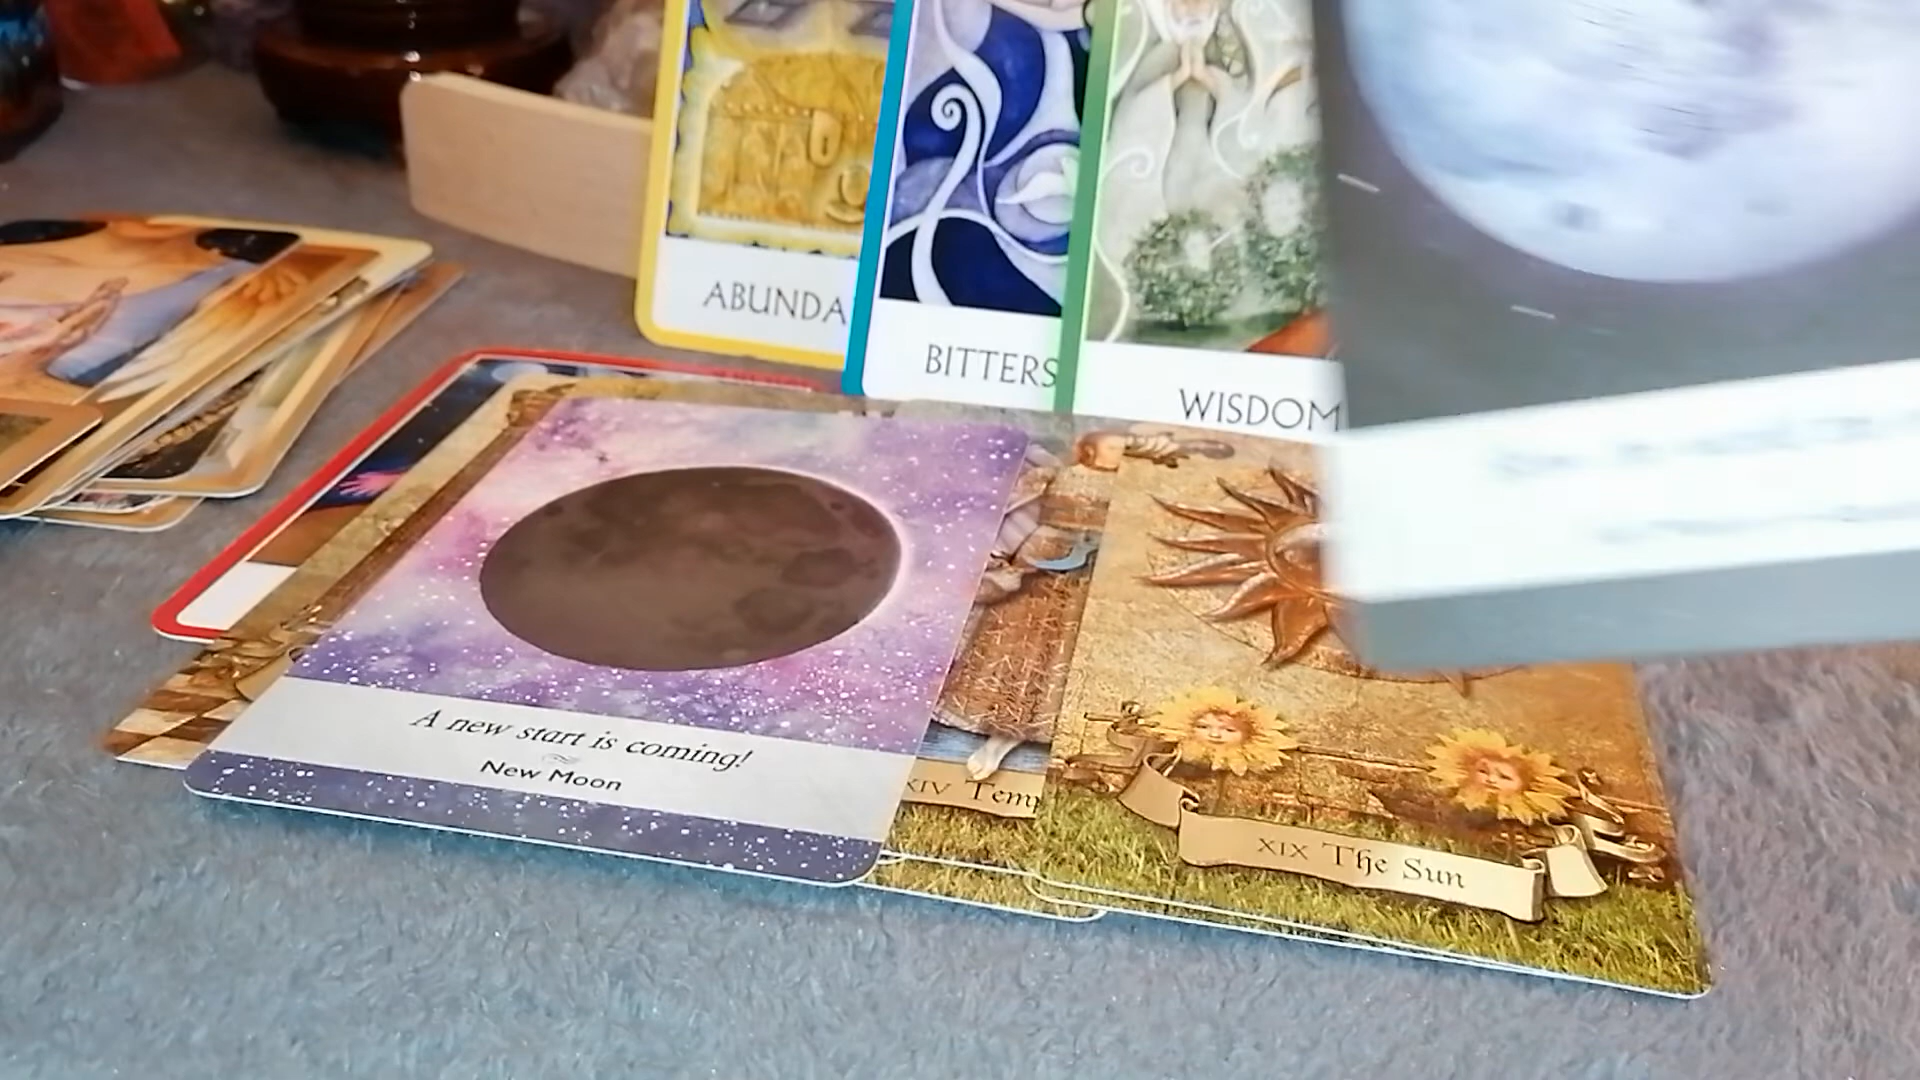 ABUNDA
BITTERS
WISDOM
A new start is coming!
New Moon
XIV Temp
XIX The Sun